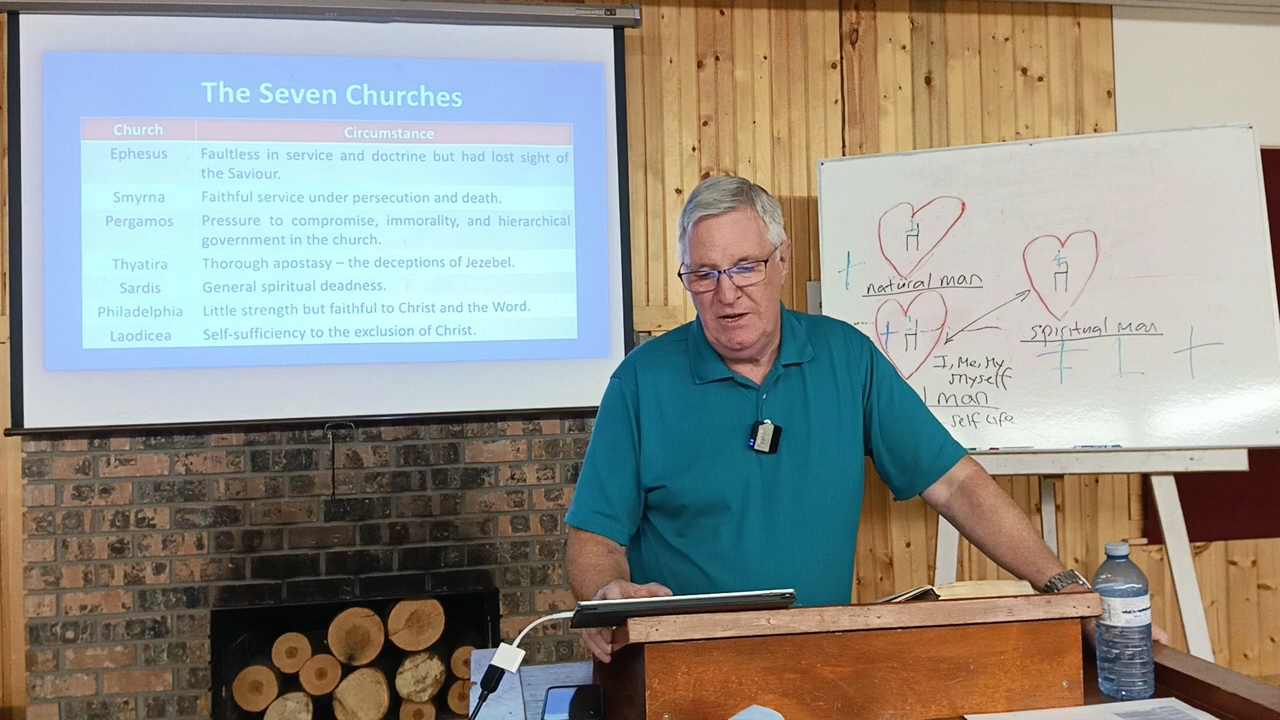 The Seven Churches
Church Circumstance
Ephesus Faultless in service and doctrine but had lost sight of
the Saviour.
Smyrna Faithful service under persecution and death.
Pergamos Pressure to compromise, immorality, and hierarchical
government in the church.
Thyatira Thorough apostasy – the deceptions of Jezebel.
Sardis General spiritual deadness.
Philadelphia Little strength but faithful to Christ and the Word.
Laodicea Self-sufficiency to the exclusion of Christ.
natural man
spiritual man
I, Me, My
Myself
l man
self life